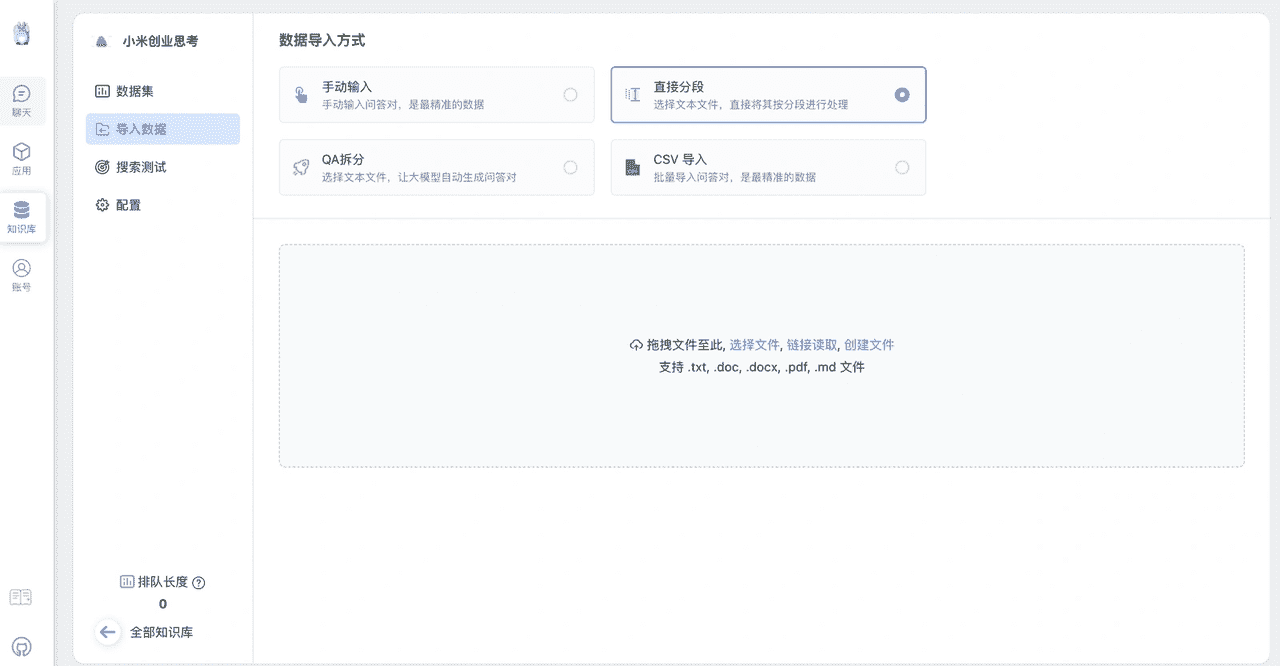 聊天
应用
知识库
账号
小米创业思考
数据集
导入数据
搜索测试
配置
排队长度
0
全部知识库
数据导入方式
手动输入
手动输入问答对，是最精准的数据
直接分段
选择文本文件，直接将其按分段进行处理
QA拆分
选择文本文件，让大模型自动生成问答对
CSV 导入
批量导入问答对，是最精准的数据
拖拽文件至此, 选择文件, 链接读取, 创建文件
支持 .txt, .doc, .docx, .pdf, .md 文件